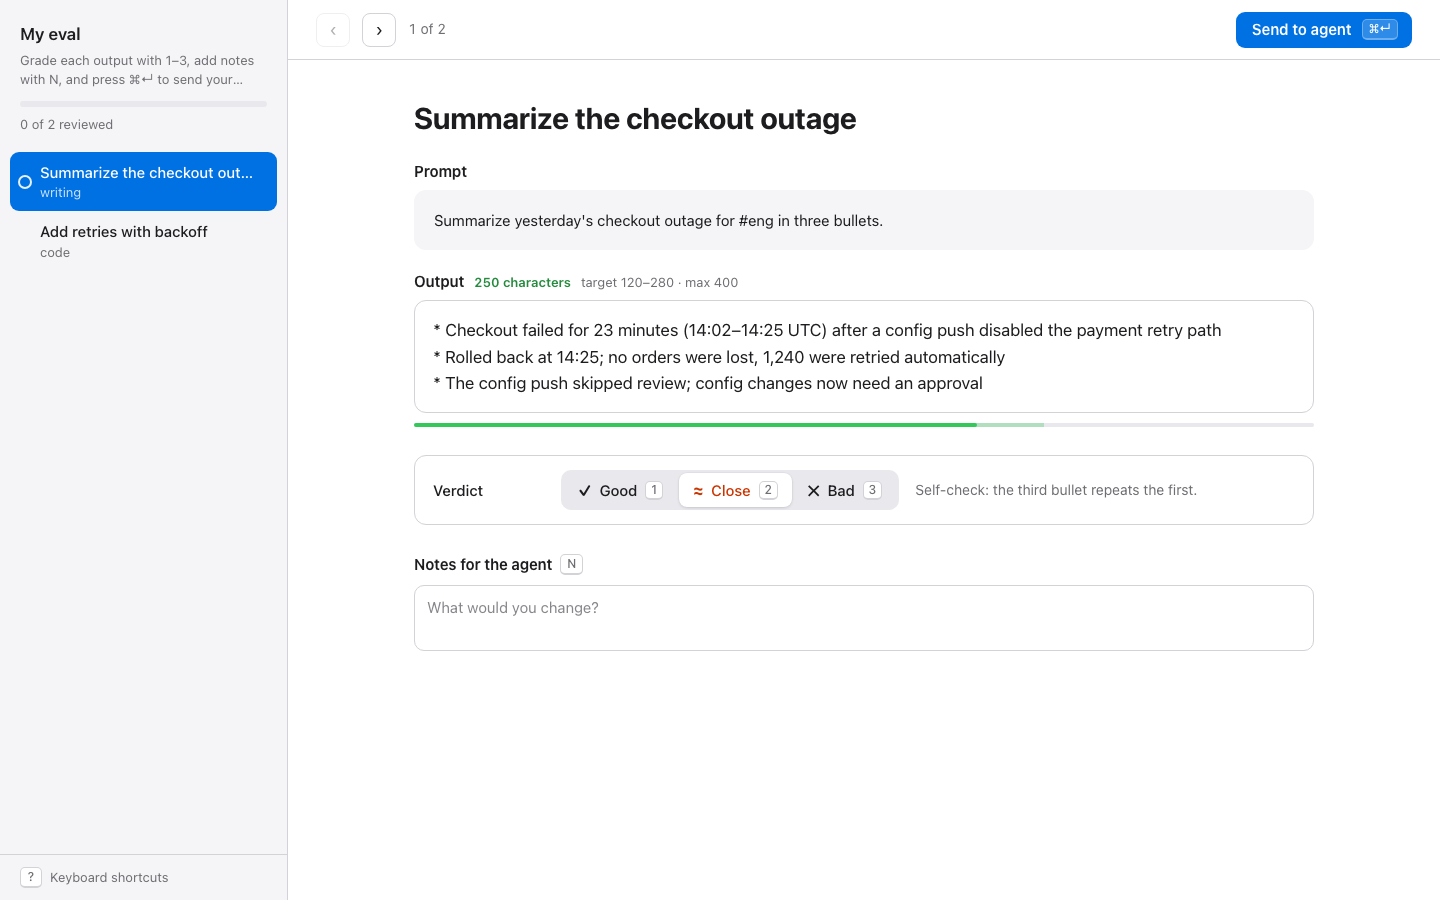 My eval
Grade each output with 1–3, add notes
with N, and press ⌘↵ to send your…
0 of 2 reviewed
Summarize the checkout out…
writing
Add retries with backoff
code
? Keyboard shortcuts
‹ › 1 of 2
Send to agent ⌘↵
Summarize the checkout outage
Prompt
Summarize yesterday's checkout outage for #eng in three bullets.
Output 250 characters target 120–280 · max 400
* Checkout failed for 23 minutes (14:02–14:25 UTC) after a config push disabled the payment retry path
* Rolled back at 14:25; no orders were lost, 1,240 were retried automatically
* The config push skipped review; config changes now need an approval
Verdict ✓ Good 1 ≈ Close 2 ✕ Bad 3 Self-check: the third bullet repeats the first.
Notes for the agent N
What would you change?